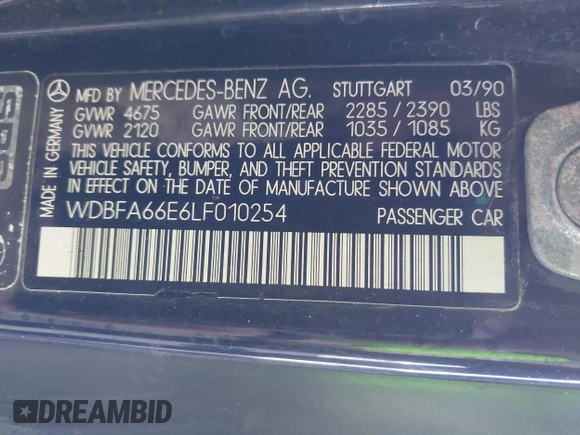 MFD BY MERCEDES-BENZ AG. STUTTGART 03/90
GVWR 4675 GAWR FRONT/REAR 2285/2390 LBS
GVWR 2120 GAWR FRONT/REAR 1035/1085 KG
THIS VEHICLE CONFORMS TO ALL APPLICABLE FEDERAL MOTOR
VEHICLE SAFETY, BUMPER, AND THEFT PREVENTION STANDARDS
IN EFFECT ON THE DATE OF MANUFACTURE SHOWN ABOVE.
WDBFA66E6LF010254 PASSENGER CAR
MADE IN GERMANY
DREAMBID